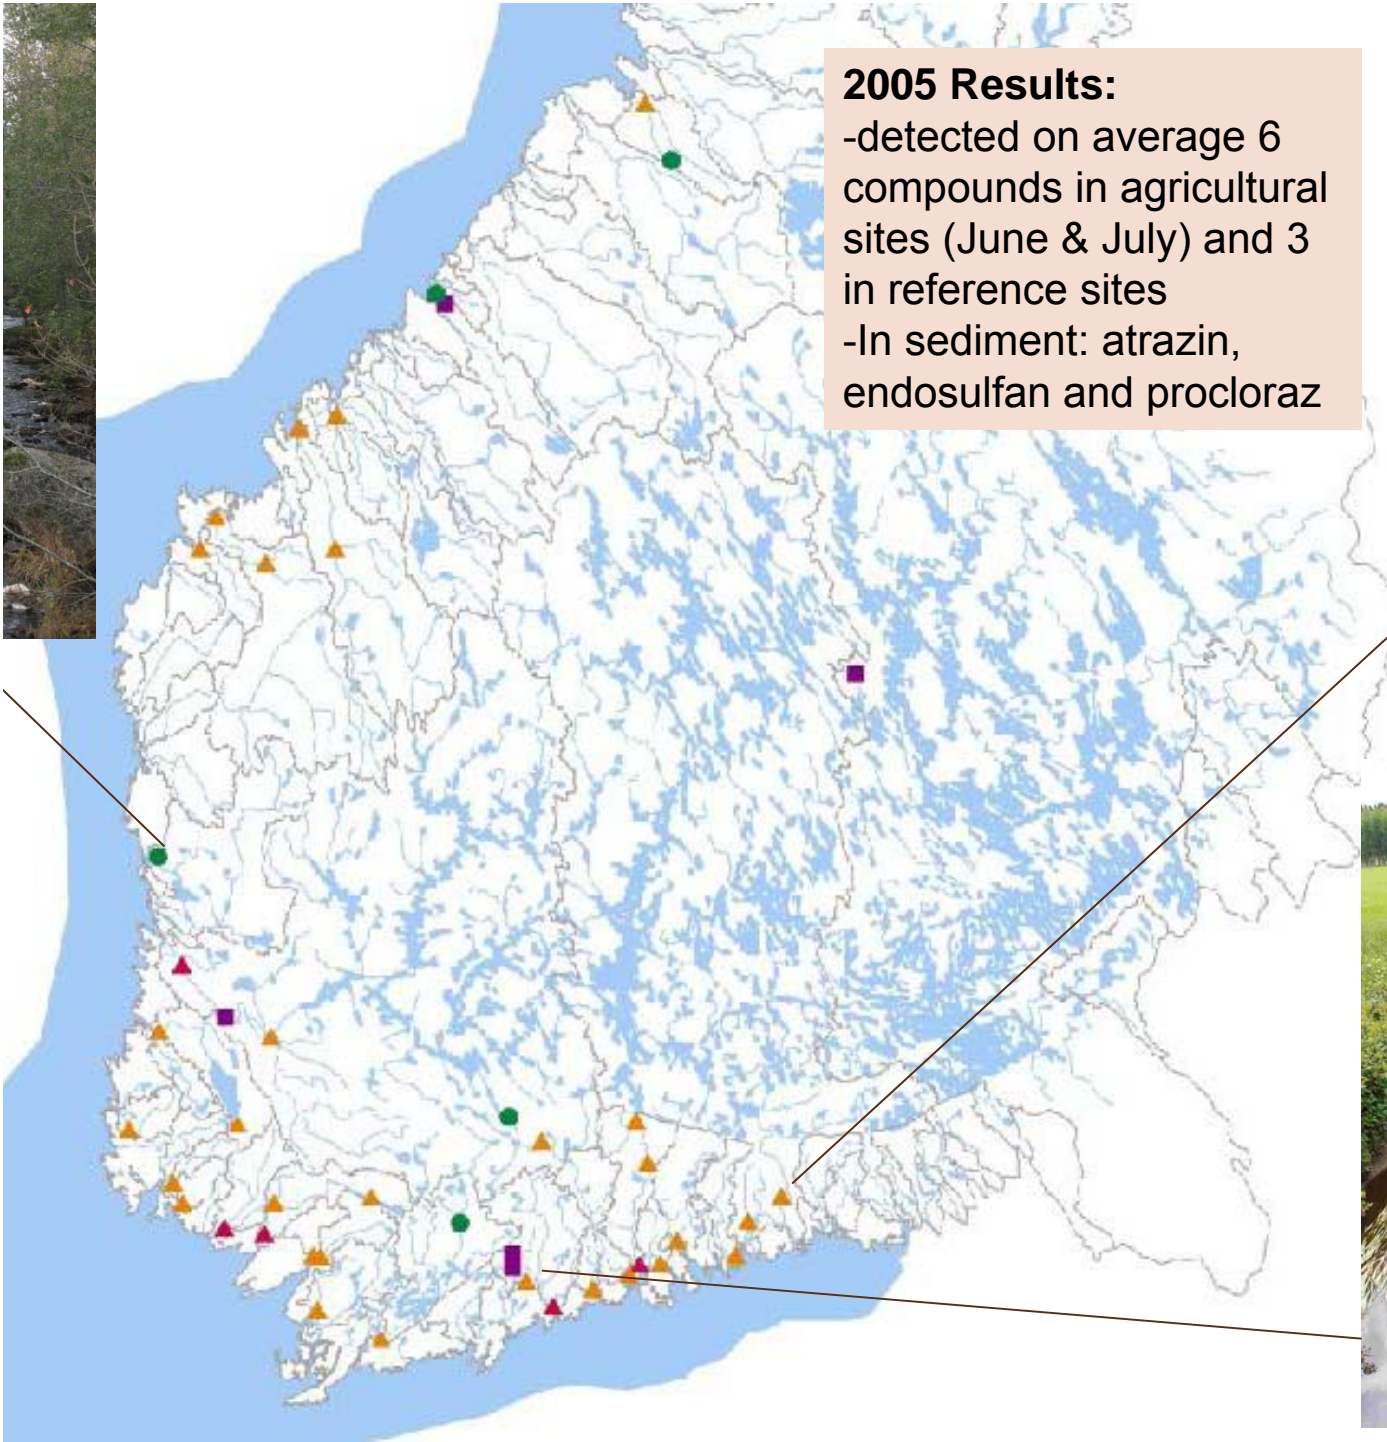 2005 Results:
-detected on average 6
compounds in agricultural
sites (June & July) and 3
in reference sites
-In sediment: atrazin,
endosulfan and procloraz